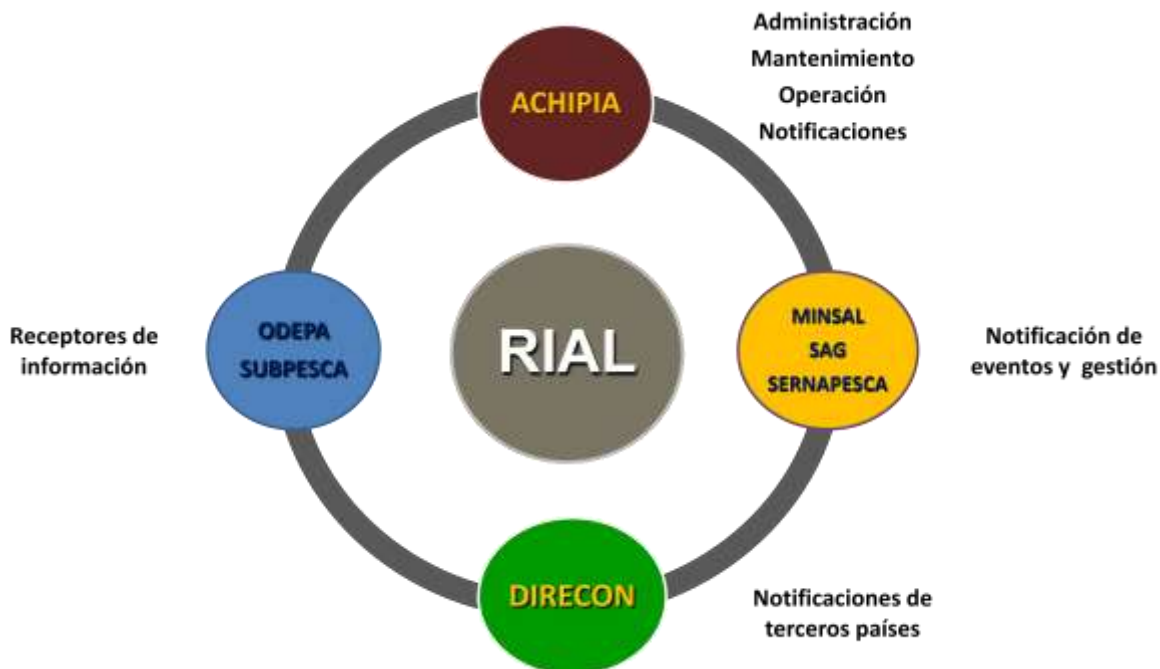 Administración
Mantenimiento
Operación
Notificaciones
ACHIPIA
Receptores de
información
ODEPA
SUBPESCA
RIAL
MINSAL
SAG
SERNAPESCA
Notificación de
eventos y gestión
DIRECON
Notificaciones de
terceros países